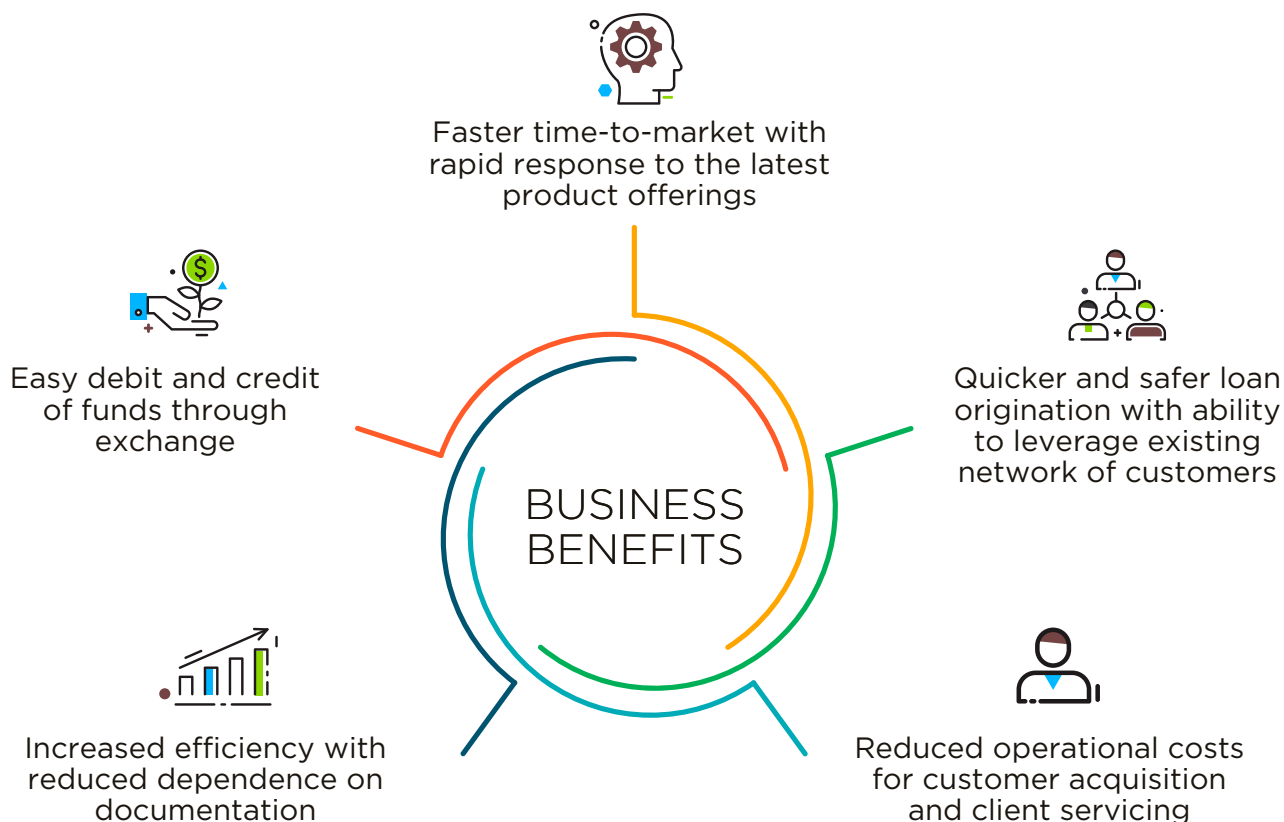 Faster time-to-market with
rapid response to the latest
product offerings
Easy debit and credit
of funds through
exchange
Quicker and safer loan
origination with ability
to leverage existing
network of customers
BUSINESS
BENEFITS
Increased efficiency with
reduced dependence on
documentation
Reduced operational costs
for customer acquisition
and client servicing
$